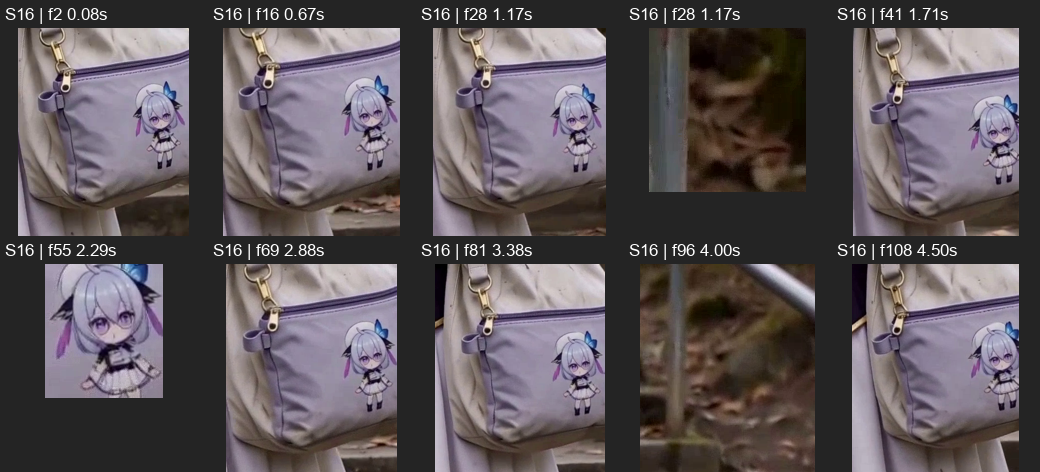 S16 | f2 0.08s
S16 | f16 0.67s
S16 | f28 1.17s
S16 | f28 1.17s
S16 | f41 1.71s
S16 | f55 2.29s
S16 | f69 2.88s
S16 | f81 3.38s
S16 | f96 4.00s
S16 | f108 4.50s